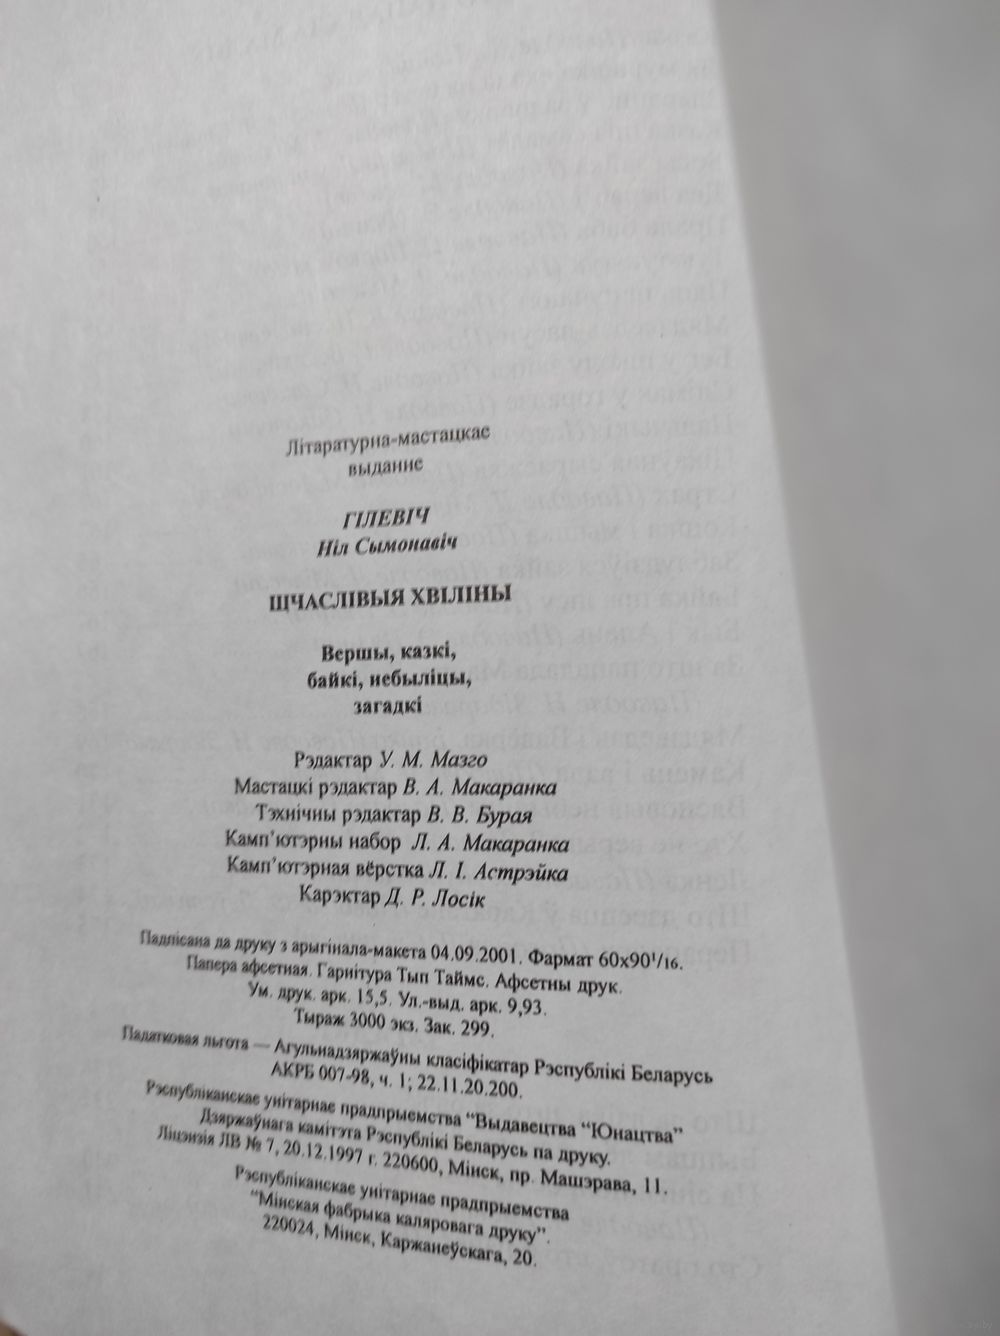 Літаратурна-мастацкае
выданне
ГІЛЕВІЧ
Ніл Сымонавіч
ШЧАСЛІВЫЯ ХВІЛІНЫ
Вершы, казкі,
байкі, небыліцы,
загадкі
Рэдактар У. М. Мазго
Мастацкі рэдактар В. А. Макаранка
Тэхнічны рэдактар В. В. Бурая
Камп'ютэрны набор Л. А. Макаранка
Камп'ютэрная вёрстка Л. І. Астрэйка
Карэктар Д. Р. Лосік
Падпісана да друку з арыгінала-макета 04.09.2001. Фармат 60х90¹/₁₆.
Папера афсетная. Гарнітура Тып Таймс. Афсетны друк.
Ум. друк. арк. 15,5. Ул.-выд. арк. 9,93.
Тыраж 3000 экз. Зак. 299.
Падатковая льгота — Агульнадзяржаўны класіфікатар Рэспублікі Беларусь
АКРБ 007-98, ч. 1; 22.11.20.200.
Рэспубліканскае унітарнае прадпрыемства “Выдавецтва “Юнацтва”
Дзяржаўнага камітэта Рэспублікі Беларусь па друку.
Ліцэнзія ЛВ № 7, 20.12.1997 г. 220600, Мінск, пр. Машэрава, 11.
Рэспубліканскае унітарнае прадпрыемства
“Мінская фабрыка каляровага друку”.
220024, Мінск, Каржанеўскага, 20.